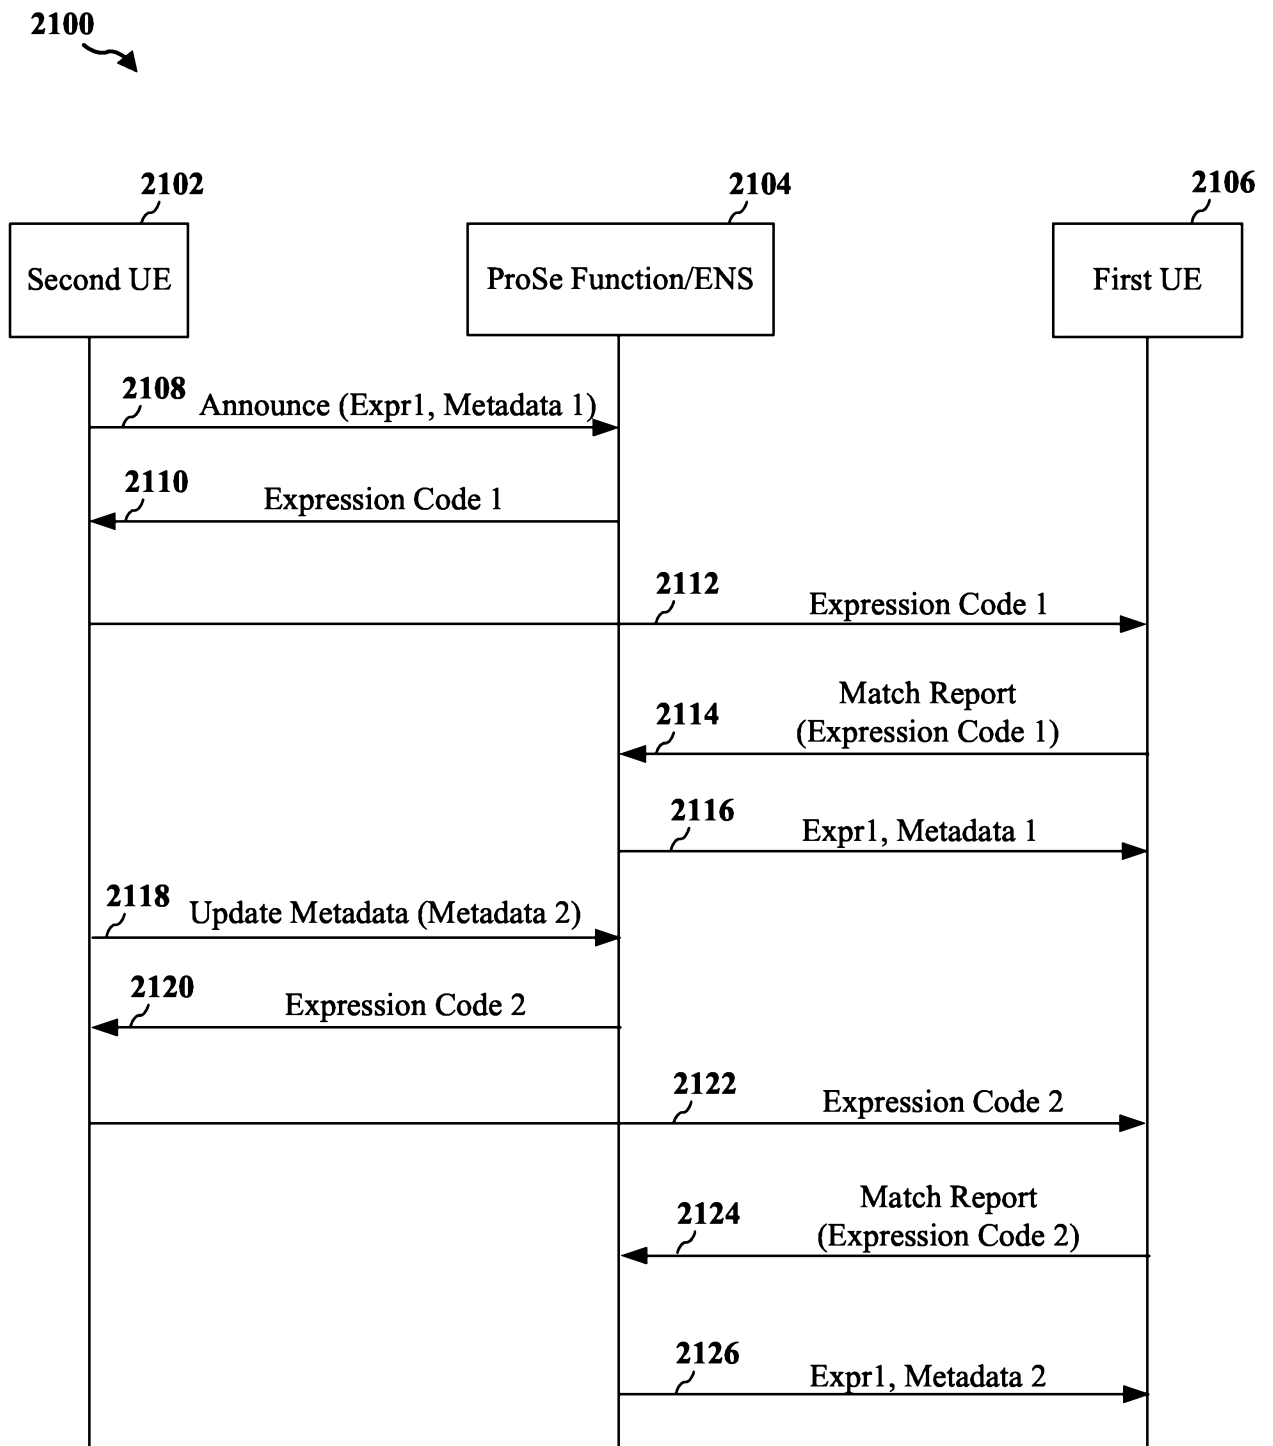 2100
2102
2104
2106
Second UE
ProSe Function/ENS
First UE
2108
Announce (Expr1, Metadata 1)
2110
Expression Code 1
2112
Expression Code 1
Match Report
2114
(Expression Code 1)
2116
Expr1, Metadata 1
2118
Update Metadata (Metadata 2)
2120
Expression Code 2
2122
Expression Code 2
Match Report
2124
(Expression Code 2)
2126
Expr1, Metadata 2